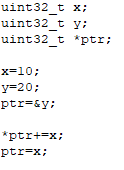 uint32_t x;
uint32_t y;
uint32_t *ptr;
x=10;
y=20;
ptr=&y;
*ptr+=x;
ptr=x;